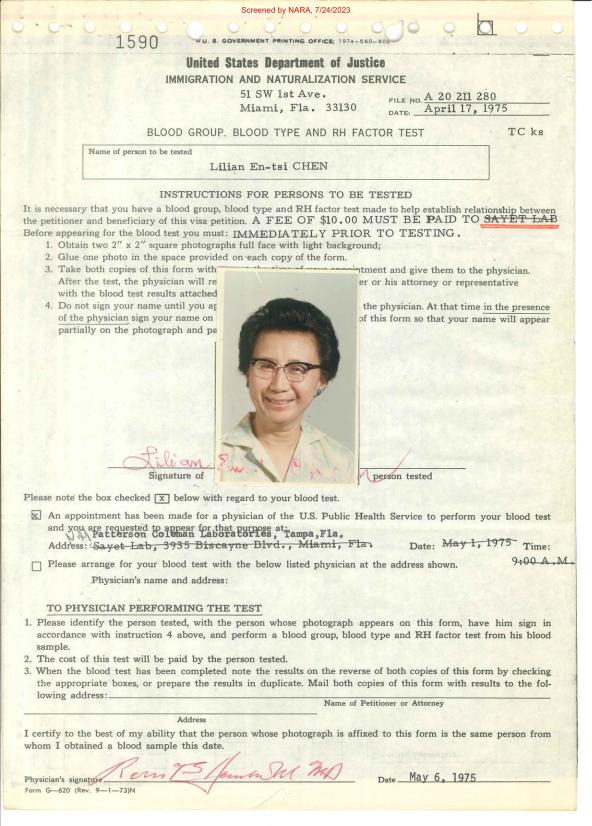 Screened by NARA, 7/24/2023
1590
U. S. GOVERNMENT PRINTING OFFICE: 1974-560-809
United States Department of Justice
IMMIGRATION AND NATURALIZATION SERVICE
51 SW 1st Ave.
Miami, Fla. 33130
FILE NO. A 20 211 280
DATE: April 17, 1975
BLOOD GROUP, BLOOD TYPE AND RH FACTOR TEST
TC ks
Name of person to be tested
Lilian En-tsi CHEN
INSTRUCTIONS FOR PERSONS TO BE TESTED
It is necessary that you have a blood group, blood type and RH factor test made to help establish relationship between
the petitioner and beneficiary of this visa petition. A FEE OF $10.00 MUST BE PAID TO SAYET LAB
Before appearing for the blood test you must: IMMEDIATELY PRIOR TO TESTING.
1. Obtain two 2" x 2" square photographs full face with light background;
2. Glue one photo in the space provided on each copy of the form.
3. Take both copies of this form with appointment and give them to the physician.
After the test, the physician will or his attorney or representative
with the blood test results attached
4. Do not sign your name until you the physician. At that time in the presence
of the physician sign your name on of this form so that your name will appear
partially on the photograph and
Lilian
Signature of person tested
Please note the box checked x below with regard to your blood test.
x An appointment has been made for a physician of the U.S. Public Health Service to perform your blood test
and you are requested to appear for that purpose at:
Patterson Coleman Laboratories, Tampa, Fla.
Address: Sayet Lab, 3935 Biscayne Blvd., Miami, Fla. Date: May 1, 1975 Time:
9:00 A.M.
Please arrange for your blood test with the below listed physician at the address shown.
Physician's name and address:
TO PHYSICIAN PERFORMING THE TEST
1. Please identify the person tested, with the person whose photograph appears on this form, have him sign in
accordance with instruction 4 above, and perform a blood group, blood type and RH factor test from his blood
sample.
2. The cost of this test will be paid by the person tested.
3. When the blood test has been completed note the results on the reverse of both copies of this form by checking
the appropriate boxes, or prepare the results in duplicate. Mail both copies of this form with results to the fol-
lowing address:
Name of Petitioner or Attorney
Address
I certify to the best of my ability that the person whose photograph is affixed to this form is the same person from
whom I obtained a blood sample this date.
Physician's signature MD Date May 6, 1975
Form G-620 (Rev. 9-1-73)N